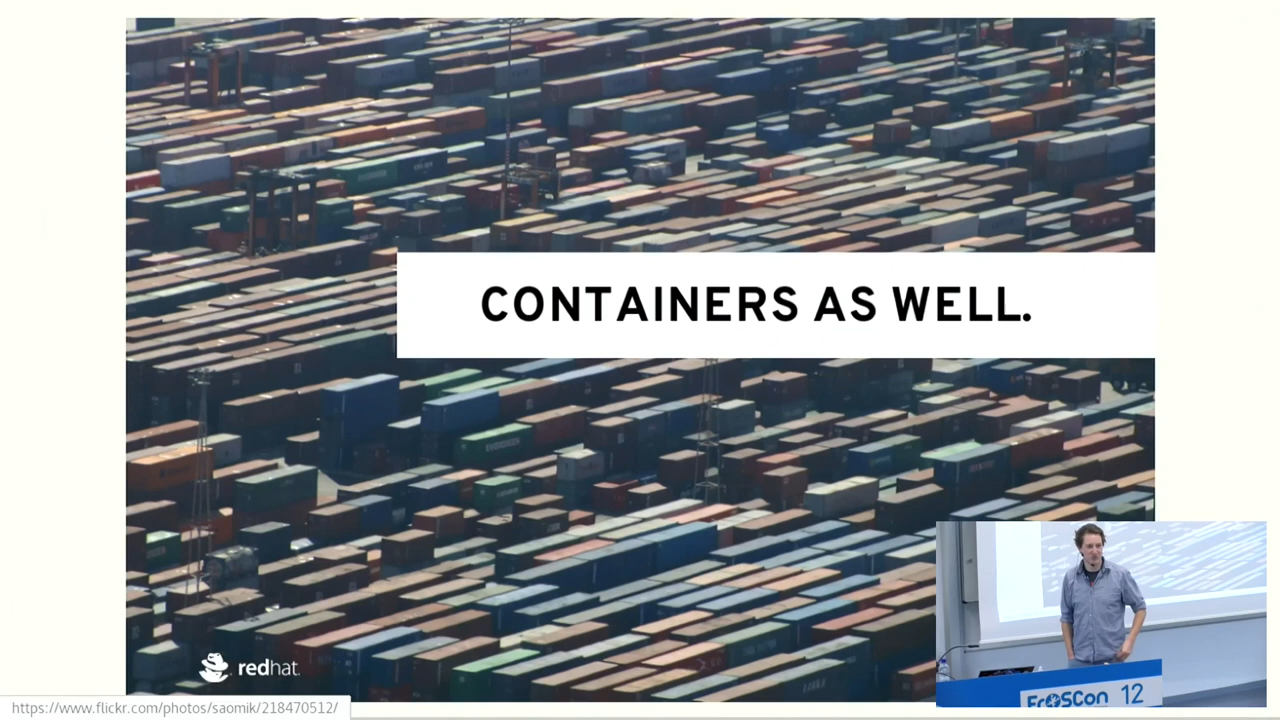 CONTAINERS AS WELL.
redhat.
https://www.flickr.com/photos/saomik/218470512/
FrOSCon 12